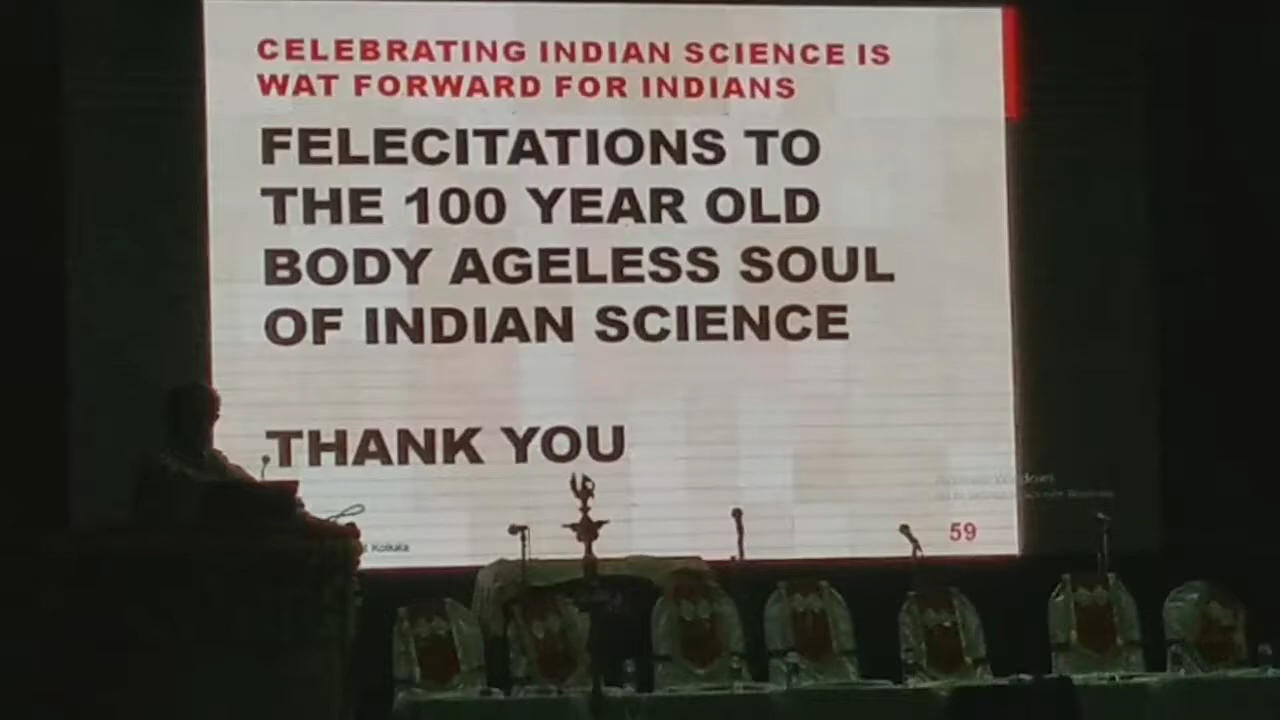 CELEBRATING INDIAN SCIENCE IS
WAT FORWARD FOR INDIANS
FELECITATIONS TO
THE 100 YEAR OLD
BODY AGELESS SOUL
OF INDIAN SCIENCE
THANK YOU
59